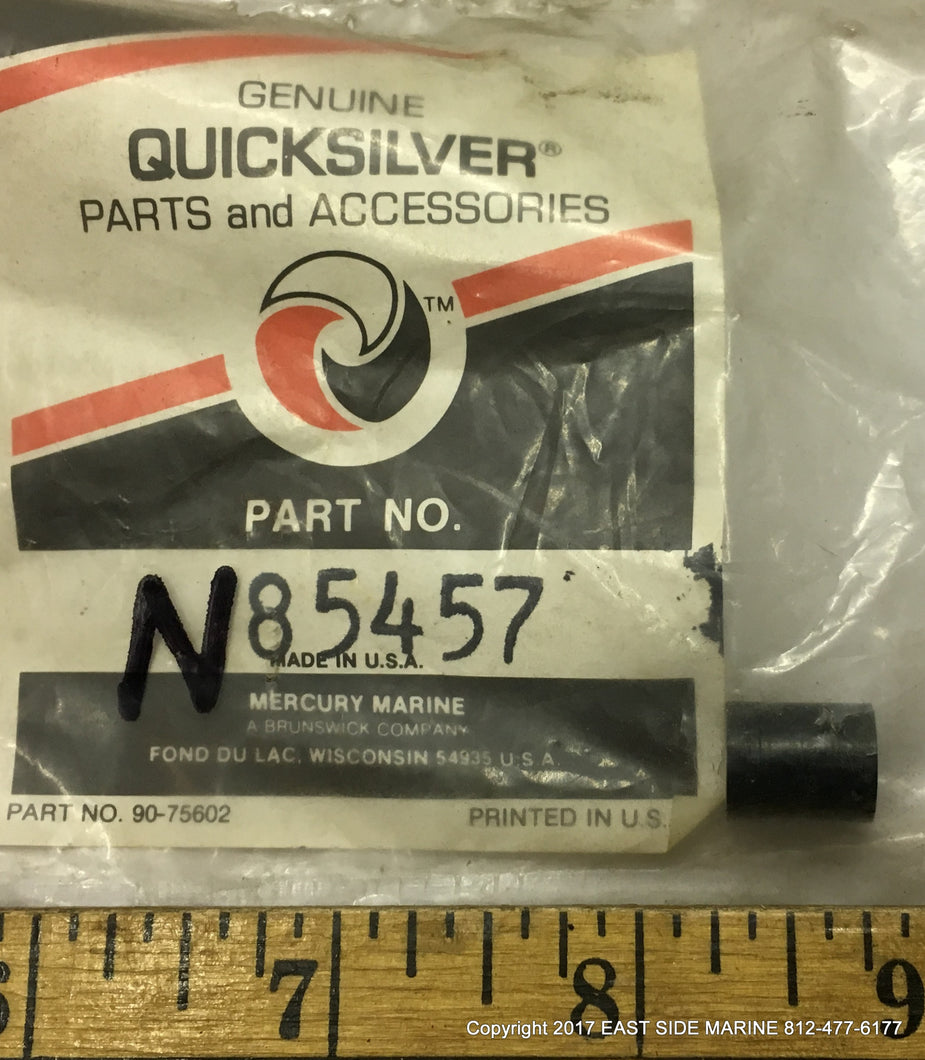 GENUINE
QUICKSILVER®
PARTS and ACCESSORIES
TM
PART NO.
N85457
MADE IN U.S.A.
MERCURY MARINE
A BRUNSWICK COMPANY
FOND DU LAC, WISCONSIN 54935 U.S.A.
PART NO. 90-75602 PRINTED IN U.S.
6 7 8 9
Copyright 2017 EAST SIDE MARINE 812-477-6177